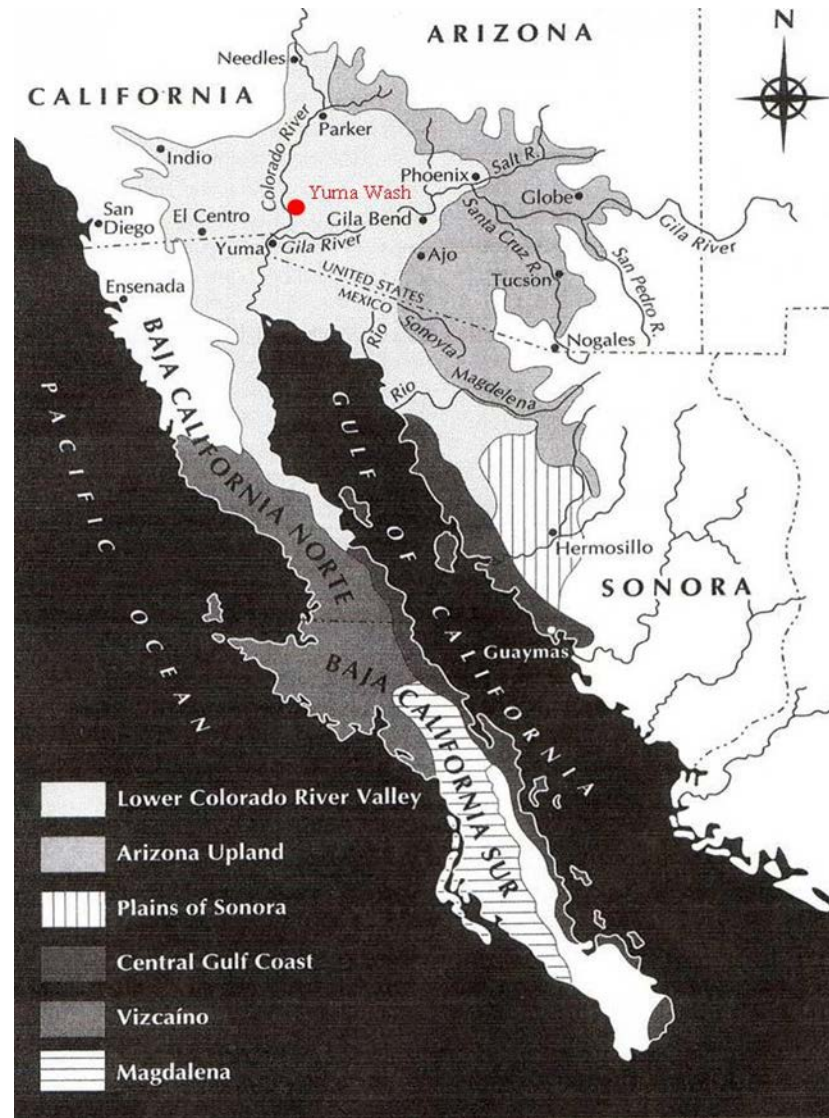 N
ARIZONA
Needles
CALIFORNIA
Colorado River
Parker
Indio
Phoenix
Salt R.
Yuma Wash
Globe
San
Diego
El Centro
Gila Bend
Santa Cruz R.
Gila River
Yuma
Gila River
Ajo
San Pedro R.
Ensenada
UNITED STATES
MEXICO
Tucson
Rio
Sonoyta
Nogales
BAJA CALIFORNIA NORTE
Rio
Magdelena
PACIFIC OCEAN
GULF OF CALIFORNIA
Hermosillo
SONORA
Guaymas
BAJA CALIFORNIA SUR
Lower Colorado River Valley
Arizona Upland
Plains of Sonora
Central Gulf Coast
Vizcaíno
Magdalena